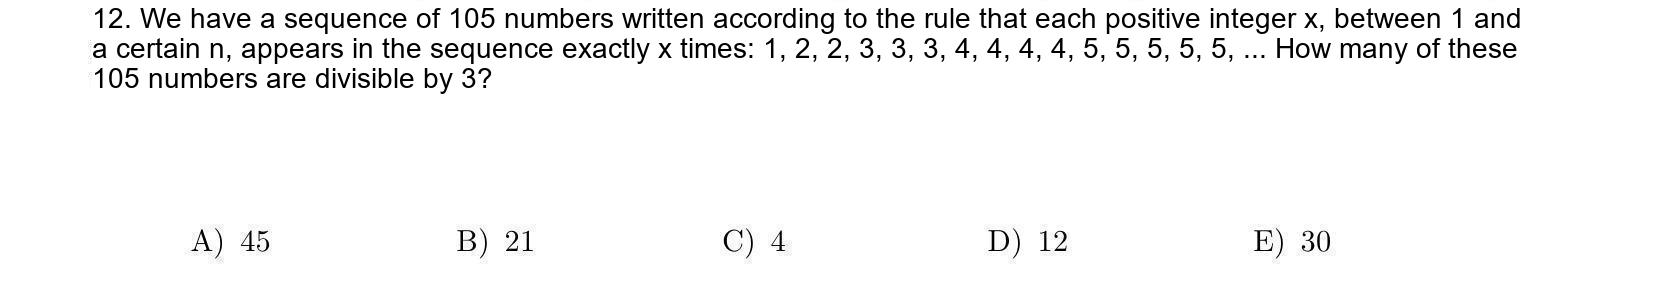 12. We have a sequence of 105 numbers written according to the rule that each positive integer x, between 1 and
a certain n, appears in the sequence exactly x times: 1, 2, 2, 3, 3, 3, 4, 4, 4, 4, 5, 5, 5, 5, 5, ... How many of these
105 numbers are divisible by 3?
A) 45 B) 21 C) 4 D) 12 E) 30